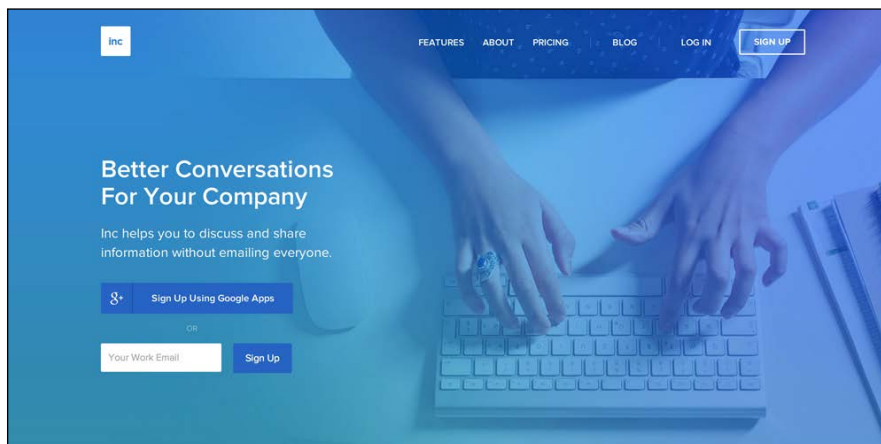 inc
FEATURES ABOUT PRICING BLOG LOG IN SIGN UP
Better Conversations
For Your Company
Inc helps you to discuss and share
information without emailing everyone.
8+ Sign Up Using Google Apps
OR
Your Work Email Sign Up